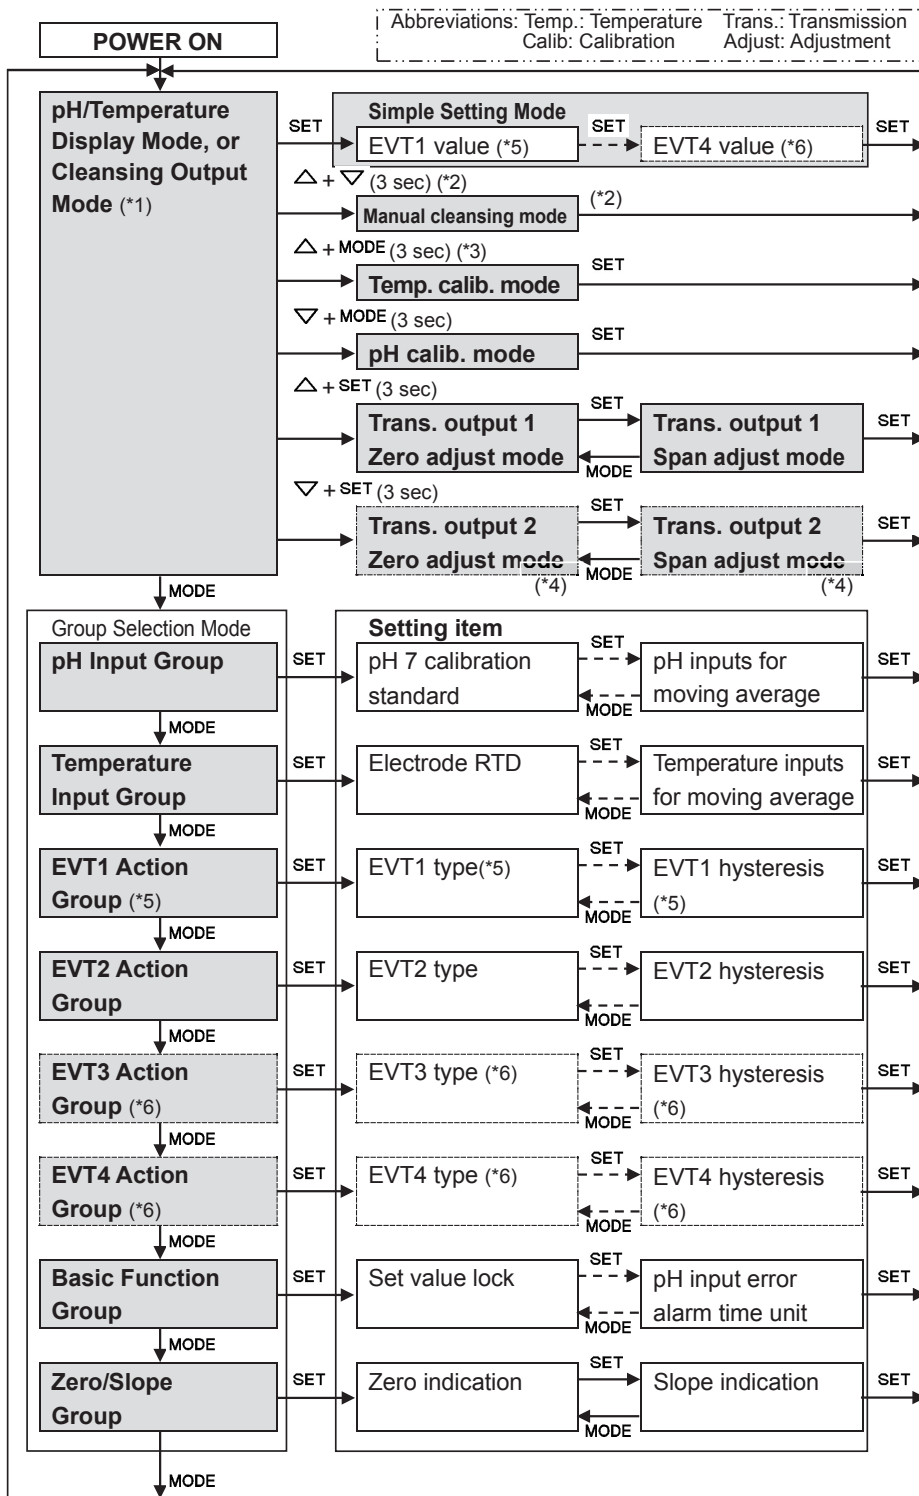 Abbreviations: Temp.: Temperature Trans.: Transmission
Calib: Calibration Adjust: Adjustment
POWER ON
pH/Temperature
Display Mode, or
Cleansing Output
Mode (*1)
SET
Simple Setting Mode
EVT1 value (*5)
SET
EVT4 value (*6)
SET
△ + ▽ (3 sec) (*2)
Manual cleansing mode
(*2)
△ + MODE (3 sec) (*3)
Temp. calib. mode
SET
▽ + MODE (3 sec)
pH calib. mode
SET
△ + SET (3 sec)
Trans. output 1
Zero adjust mode
SET
MODE
Trans. output 1
Span adjust mode
SET
▽ + SET (3 sec)
Trans. output 2
Zero adjust mode
(*4)
SET
MODE
Trans. output 2
Span adjust mode
(*4)
SET
MODE
Group Selection Mode
Setting item
pH Input Group
SET
pH 7 calibration
standard
SET
MODE
pH inputs for
moving average
SET
MODE
Temperature
Input Group
SET
Electrode RTD
SET
MODE
Temperature inputs
for moving average
SET
MODE
EVT1 Action
Group (*5)
SET
EVT1 type(*5)
SET
MODE
EVT1 hysteresis
(*5)
SET
MODE
EVT2 Action
Group
SET
EVT2 type
SET
MODE
EVT2 hysteresis
SET
MODE
EVT3 Action
Group (*6)
SET
EVT3 type (*6)
SET
MODE
EVT3 hysteresis
(*6)
SET
MODE
EVT4 Action
Group (*6)
SET
EVT4 type (*6)
SET
MODE
EVT4 hysteresis
(*6)
SET
MODE
Basic Function
Group
SET
Set value lock
SET
MODE
pH input error
alarm time unit
SET
MODE
Zero/Slope
Group
SET
Zero indication
SET
MODE
Slope indication
SET
MODE